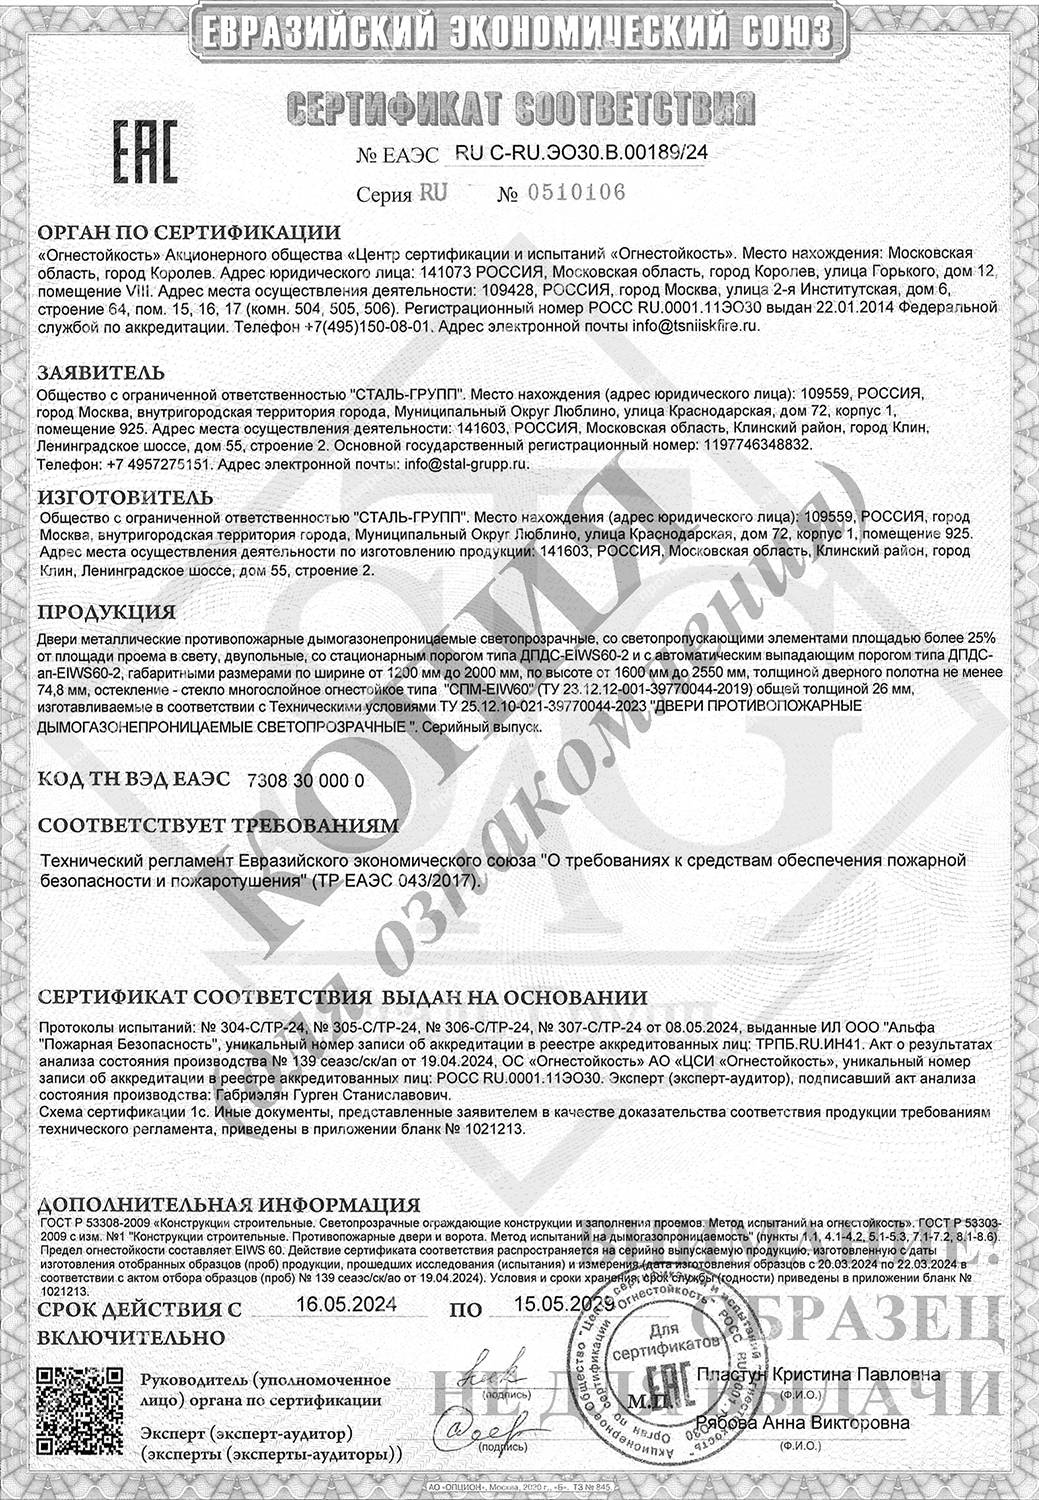 ЕВРАЗИЙСКИЙ ЭКОНОМИЧЕСКИЙ СОЮЗ
СЕРТИФИКАТ СООТВЕТСТВИЯ
ЕАС
№ ЕАЭС RU С-RU.ЭО30.В.00189/24
Серия RU № 0510106
ОРГАН ПО СЕРТИФИКАЦИИ
«Огнестойкость» Акционерного общества «Центр сертификации и испытаний «Огнестойкость». Место нахождения: Московская
область, город Королев. Адрес юридического лица: 141073 РОССИЯ, Московская область, город Королев, улица Горького, дом 12,
помещение VIII. Адрес места осуществления деятельности: 109428, РОССИЯ, город Москва, улица 2-я Институтская, дом 6,
строение 64, пом. 15, 16, 17 (комн. 504, 505, 506). Регистрационный номер РОСС RU.0001.11ЭО30 выдан 22.01.2014 Федеральной
службой по аккредитации. Телефон +7(495)150-08-01. Адрес электронной почты info@tsniiskfire.ru.
ЗАЯВИТЕЛЬ
Общество с ограниченной ответственностью "СТАЛЬ-ГРУПП". Место нахождения (адрес юридического лица): 109559, РОССИЯ,
город Москва, внутригородская территория города, Муниципальный Округ Люблино, улица Краснодарская, дом 72, корпус 1,
помещение 925. Адрес места осуществления деятельности: 141603, РОССИЯ, Московская область, Клинский район, город Клин,
Ленинградское шоссе, дом 55, строение 2. Основной государственный регистрационный номер: 1197746348832.
Телефон: +7 4957275151. Адрес электронной почты: info@stal-grupp.ru.
ИЗГОТОВИТЕЛЬ
Общество с ограниченной ответственностью "СТАЛЬ-ГРУПП". Место нахождения (адрес юридического лица): 109559, РОССИЯ, город
Москва, внутригородская территория города, Муниципальный Округ Люблино, улица Краснодарская, дом 72, корпус 1, помещение 925.
Адрес места осуществления деятельности по изготовлению продукции: 141603, РОССИЯ, Московская область, Клинский район, город
Клин, Ленинградское шоссе, дом 55, строение 2.
ПРОДУКЦИЯ
Двери металлические противопожарные дымогазонепроницаемые светопрозрачные, со светопропускающими элементами площадью более 25%
от площади проема в свету, двупольные, со стационарным порогом типа ДПДС-EIWS60-2 и с автоматическим выпадающим порогом типа ДПДС-
ап-EIWS60-2, габаритными размерами по ширине от 1200 мм до 2000 мм, по высоте от 1600 мм до 2550 мм, толщиной дверного полотна не менее
74,8 мм, остекление - стекло многослойное огнестойкое типа "СПМ-EIW60" (ТУ 23.12.12-001-39770044-2019) общей толщиной 26 мм,
изготавливаемые в соответствии с Техническими условиями ТУ 25.12.10-021-39770044-2023 "ДВЕРИ ПРОТИВОПОЖАРНЫЕ
ДЫМОГАЗОНЕПРОНИЦАЕМЫЕ СВЕТОПРОЗРАЧНЫЕ ". Серийный выпуск.
КОД ТН ВЭД ЕАЭС 7308 30 000 0
СООТВЕТСТВУЕТ ТРЕБОВАНИЯМ
Технический регламент Евразийского экономического союза "О требованиях к средствам обеспечения пожарной
безопасности и пожаротушения" (ТР ЕАЭС 043/2017).
КОПИЯ
(для ознакомления)
СЕРТИФИКАТ СООТВЕТСТВИЯ ВЫДАН НА ОСНОВАНИИ
Протоколы испытаний: № 304-С/ТР-24, № 305-С/ТР-24, № 306-С/ТР-24, № 307-С/ТР-24 от 08.05.2024, выданные ИЛ ООО "Альфа
"Пожарная Безопасность", уникальный номер записи об аккредитации в реестре аккредитованных лиц: ТРПБ.RU.ИН41. Акт о результатах
анализа состояния производства № 139 сеаэс/ск/ап от 19.04.2024, ОС «Огнестойкость» АО «ЦСИ «Огнестойкость», уникальный номер
записи об аккредитации в реестре аккредитованных лиц: РОСС RU.0001.11ЭО30. Эксперт (эксперт-аудитор), подписавший акт анализа
состояния производства: Габриэлян Гурген Станиславович.
Схема сертификации 1с. Иные документы, представленные заявителем в качестве доказательства соответствия продукции требованиям
технического регламента, приведены в приложении бланк № 1021213.
ДОПОЛНИТЕЛЬНАЯ ИНФОРМАЦИЯ
ГОСТ Р 53308-2009 «Конструкции строительные. Светопрозрачные ограждающие конструкции и заполнения проемов. Метод испытаний на огнестойкость». ГОСТ Р 53303-
2009 с изм. №1 "Конструкции строительные. Противопожарные двери и ворота. Метод испытаний на дымогазопроницаемость" (пункты 1.1, 4.1-4.2, 5.1-5.3, 7.1-7.2, 8.1-8.6).
Предел огнестойкости составляет EIWS 60. Действие сертификата соответствия распространяется на серийно выпускаемую продукцию, изготовленную с даты
изготовления отобранных образцов (проб) продукции, прошедших исследования (испытания) и измерения (дата изготовления образцов с 20.03.2024 по 22.03.2024 в
соответствии с актом отбора образцов (проб) № 139 сеаэс/ск/ао от 19.04.2024). Условия и сроки хранения, срок службы (годности) приведены в приложении бланк №
1021213.
ВНИМАНИЕ!
ОБРАЗЕЦ
НЕ ДЛЯ ВЫДАЧИ
СРОК ДЕЙСТВИЯ С 16.05.2024 ПО 15.05.2029
ВКЛЮЧИТЕЛЬНО
Руководитель (уполномоченное
лицо) органа по сертификации
(подпись)
Пластун Кристина Павловна
(Ф.И.О.)
М.П.
Эксперт (эксперт-аудитор)
(эксперты (эксперты-аудиторы))
(подпись)
Рябова Анна Викторовна
(Ф.И.О.)
Для
сертификатов
ЕАС
АО «ОПЦИОН», Москва, 2020 г., «Б». ТЗ № 845.